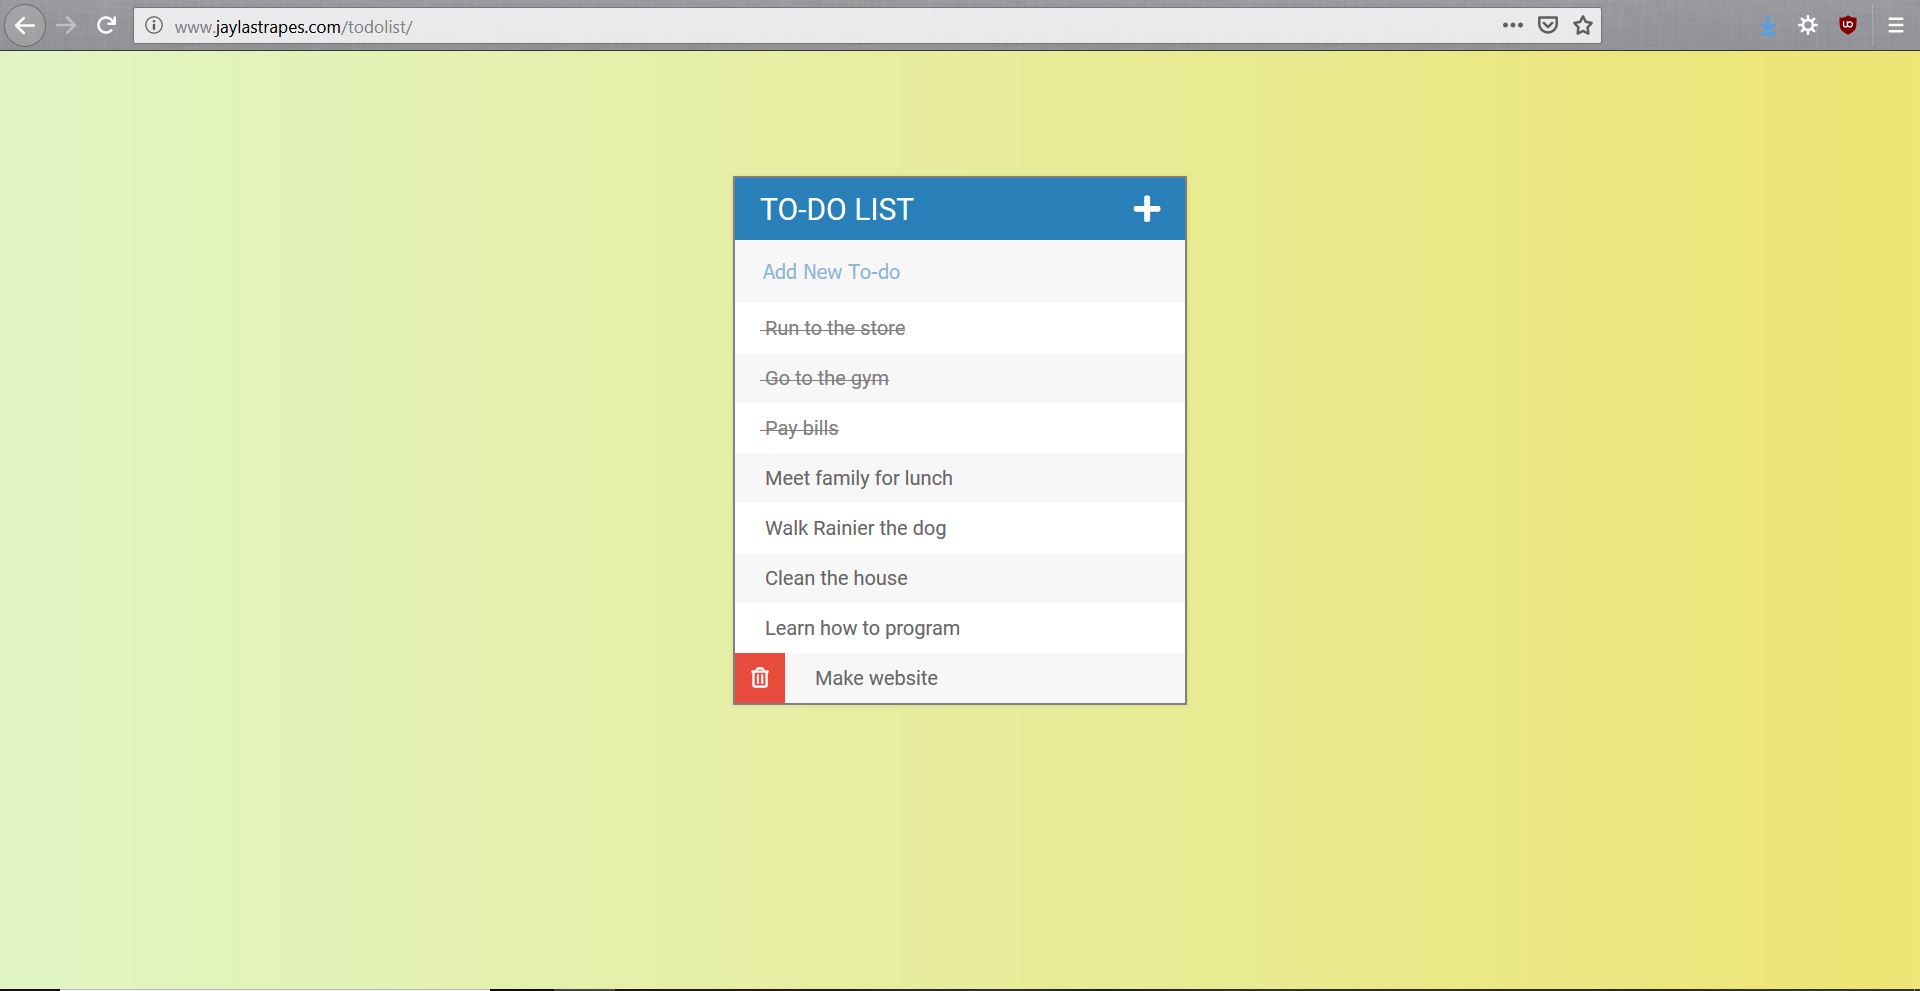 www.jaylastrapes.com/todolist/
TO-DO LIST
Add New To-do
Run to the store
Go to the gym
Pay bills
Meet family for lunch
Walk Rainier the dog
Clean the house
Learn how to program
Make website